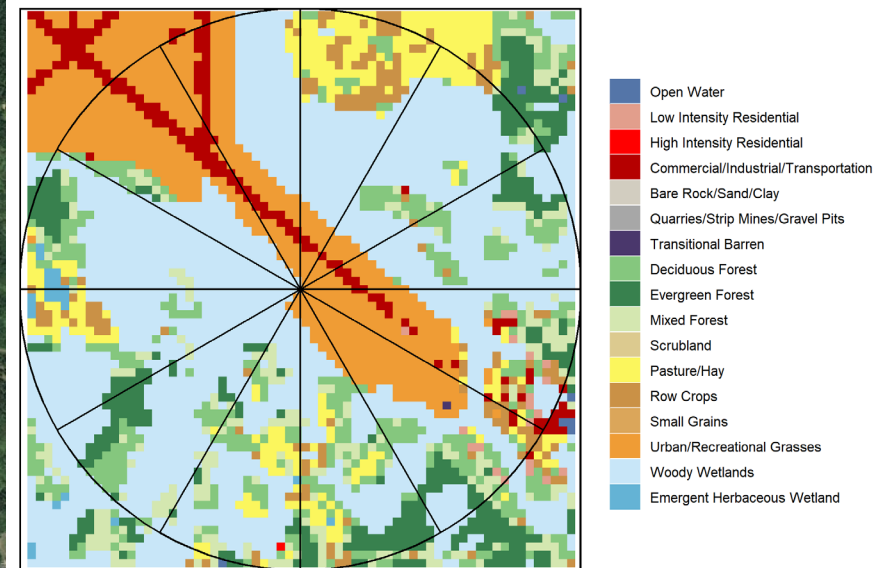 Open Water
Low Intensity Residential
High Intensity Residential
Commercial/Industrial/Transportation
Bare Rock/Sand/Clay
Quarries/Strip Mines/Gravel Pits
Transitional Barren
Deciduous Forest
Evergreen Forest
Mixed Forest
Scrubland
Pasture/Hay
Row Crops
Small Grains
Urban/Recreational Grasses
Woody Wetlands
Emergent Herbaceous Wetland